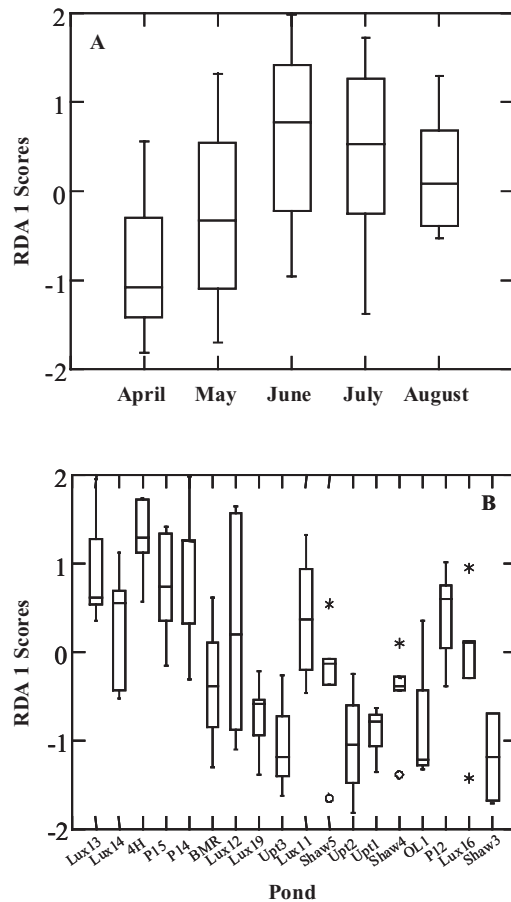 A
2
1
0
-1
-2
RDA 1 Scores
April May June July August
B
2
1
0
-1
-2
RDA 1 Scores
Lux13 Lux14 4H P15 P14 BMR Lux12 Lux19 Upt3 Lux11 Shaw5 Upt2 Upt1 Shaw4 OL1 P12 Lux16 Shaw3
Pond